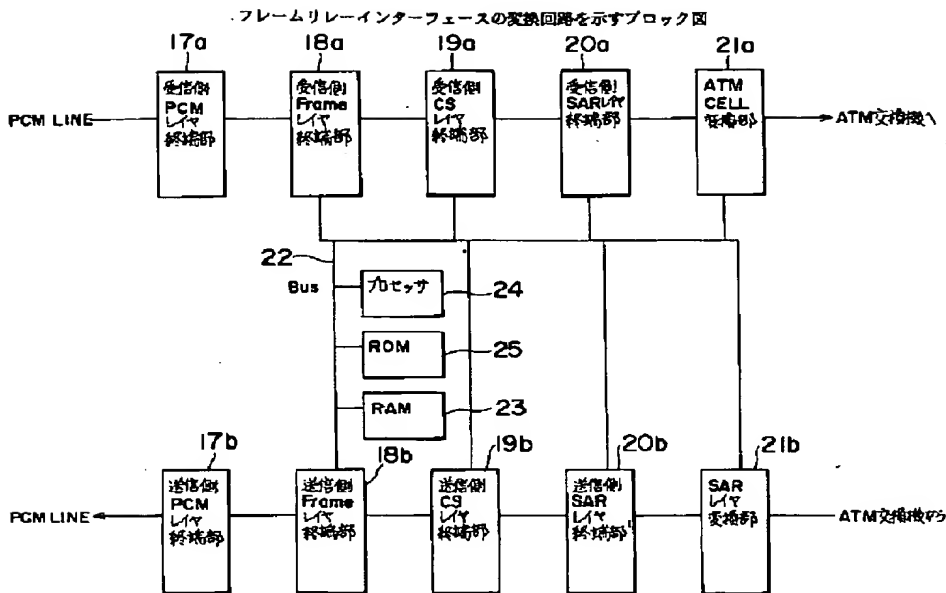 フレームリレーインターフェースの変換回路を示すブロック図
17a
18a
19a
20a
21a
PCM LINE
受信側
PCM
レイヤ
終端部
受信側
Frame
レイヤ
終端部
受信側
CS
レイヤ
終端部
受信側
SARレイヤ
終端部
ATM
CELL
変換部
ATM交換機へ
22
Bus
プロセッサ
24
ROM
25
RAM
23
17b
18b
19b
20b
21b
PCM LINE
送信側
PCM
レイヤ
終端部
送信側
Frame
レイヤ
終端部
送信側
CS
レイヤ
終端部
送信側
SAR
レイヤ
終端部
SAR
レイヤ
変換部
ATM交換機から